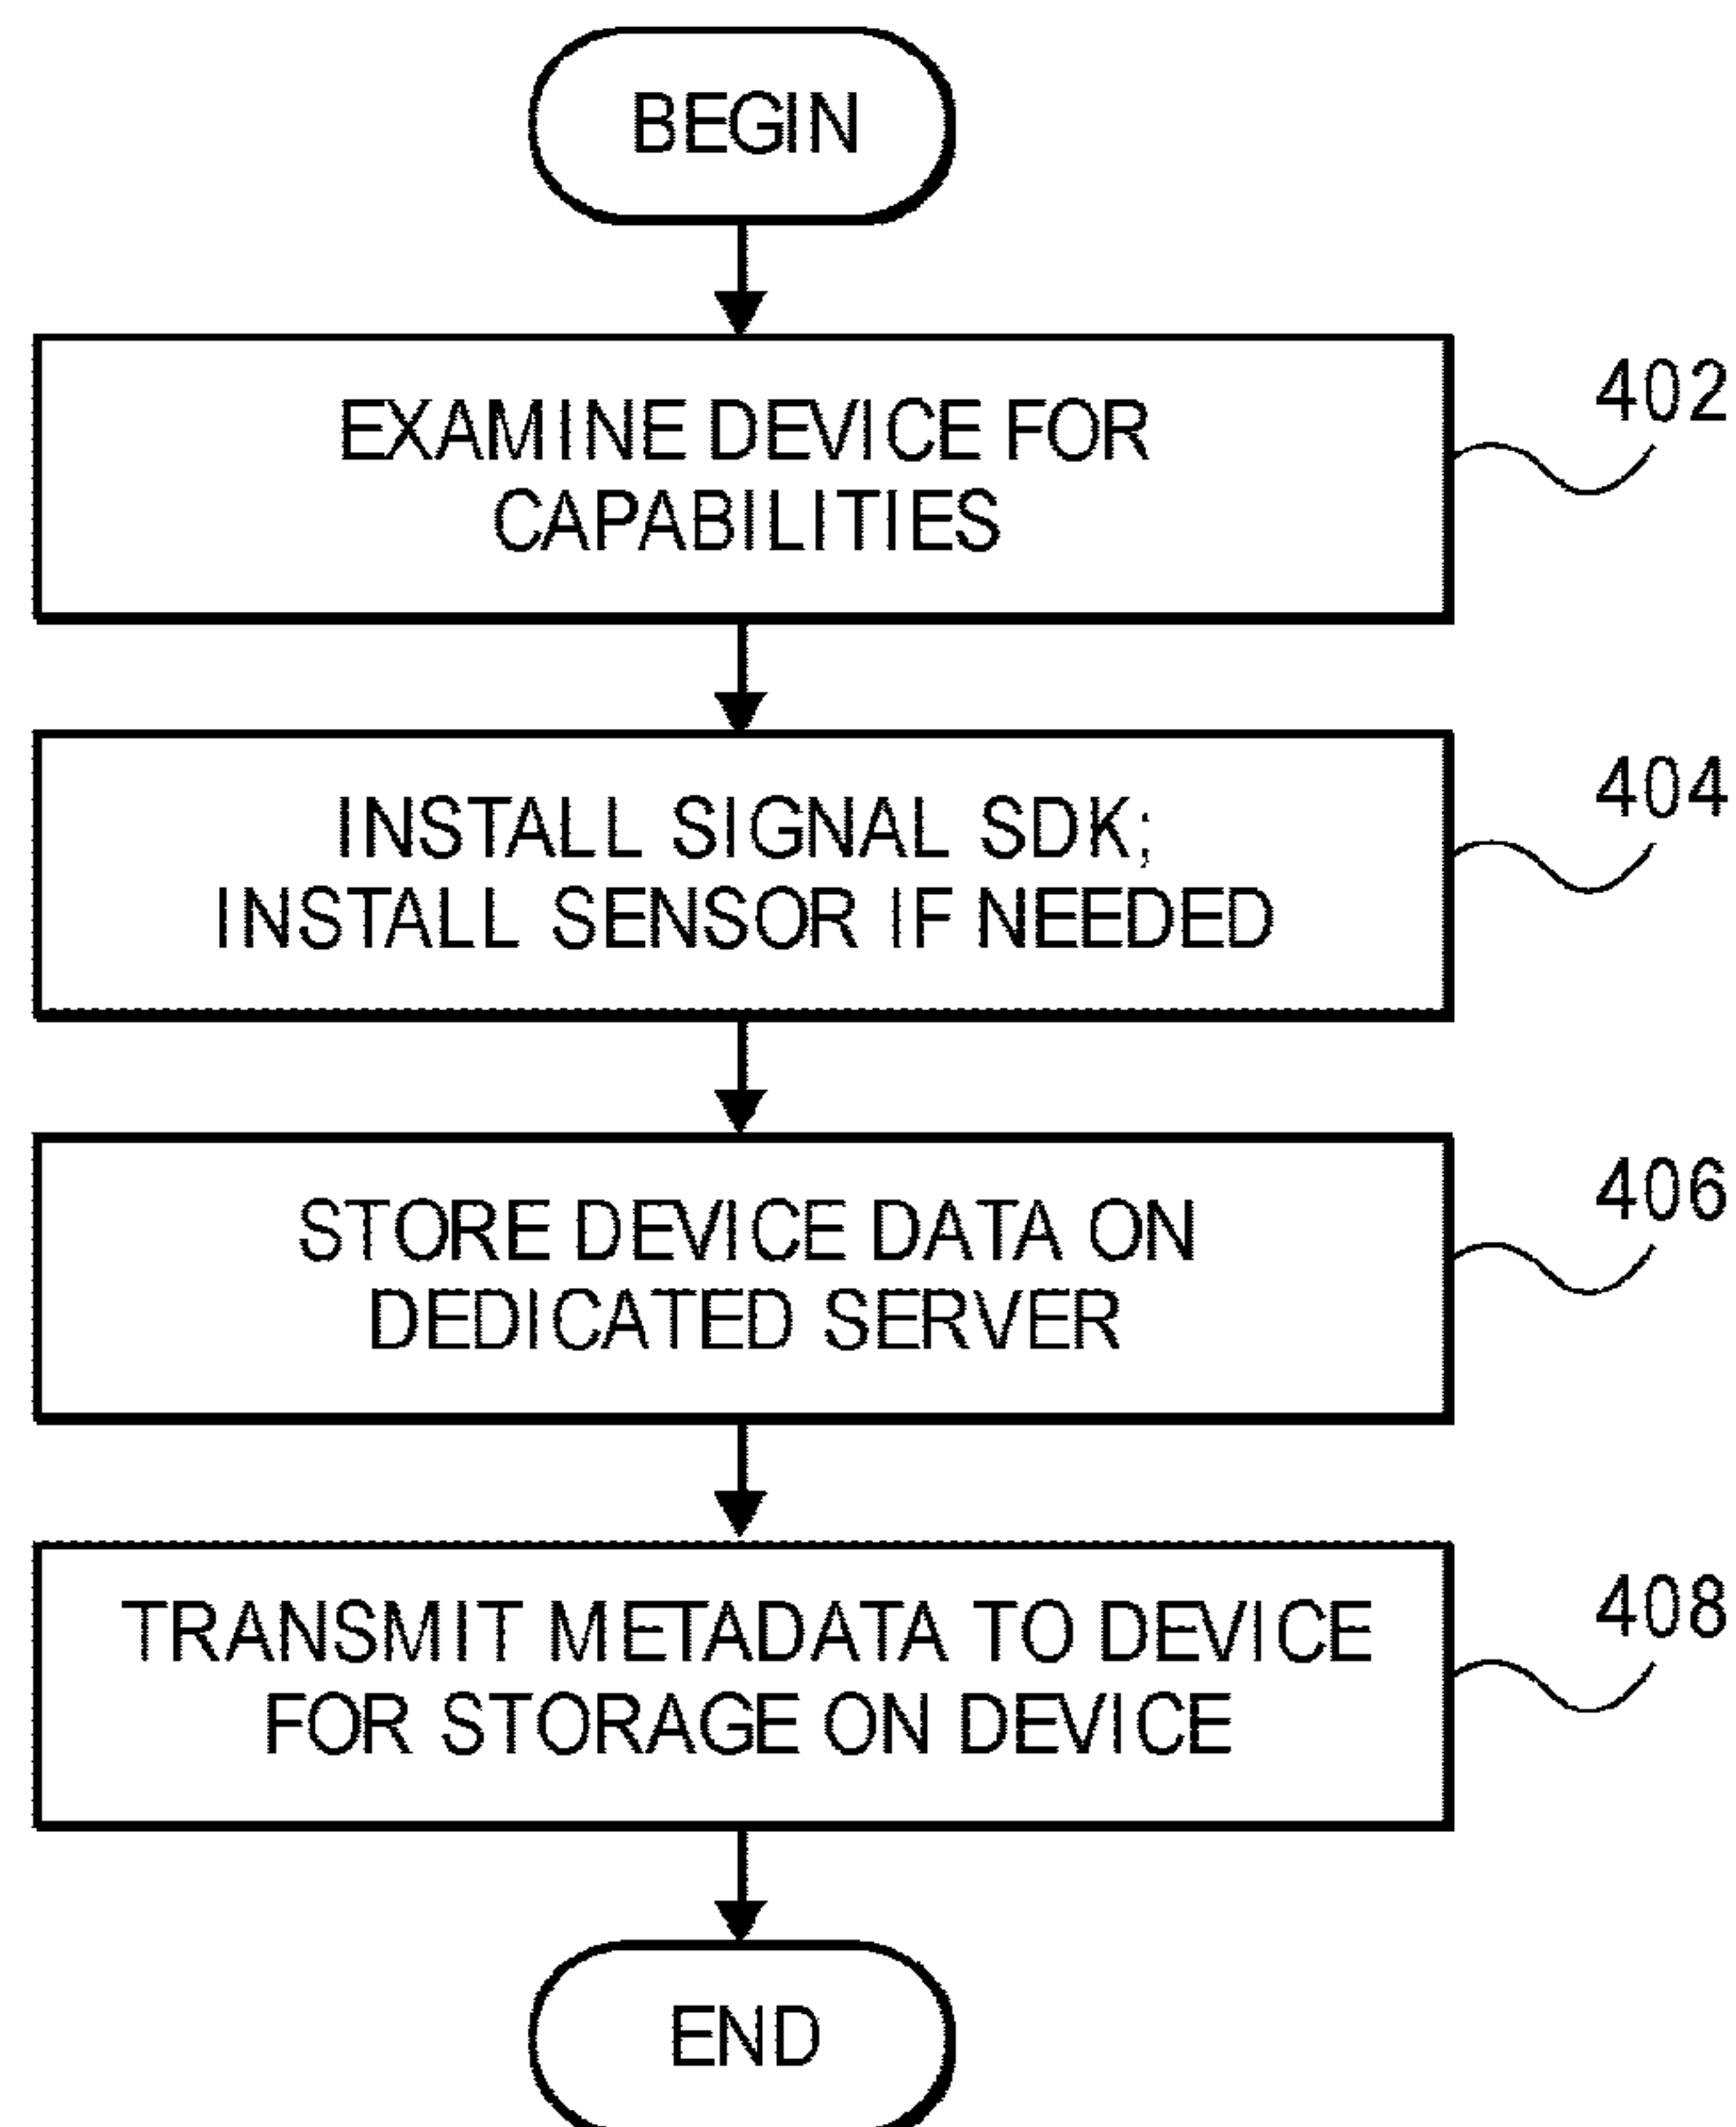 BEGIN
EXAMINE DEVICE FOR
CAPABILITIES
402
INSTALL SIGNAL SDK;
INSTALL SENSOR IF NEEDED
404
STORE DEVICE DATA ON
DEDICATED SERVER
406
TRANSMIT METADATA TO DEVICE
FOR STORAGE ON DEVICE
408
END